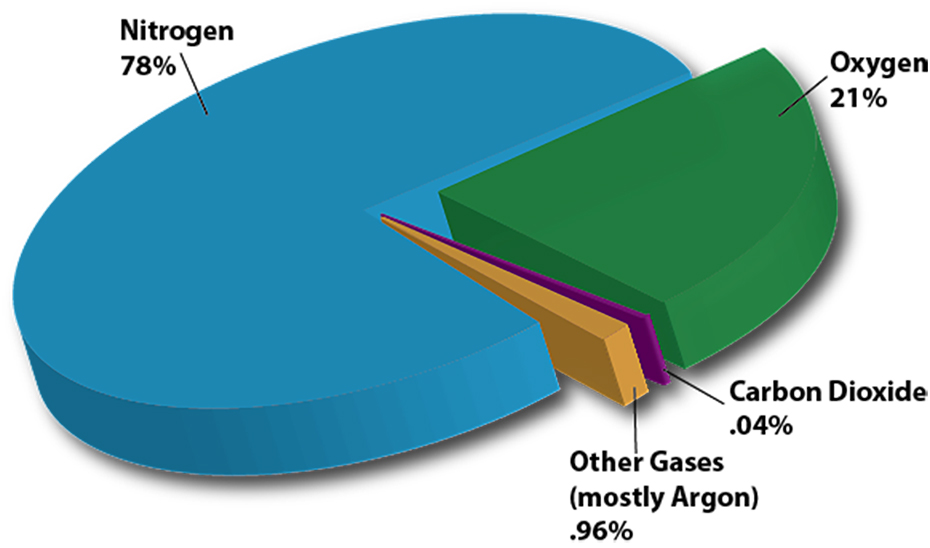 Nitrogen
78%
Oxygen
21%
Carbon Dioxide
.04%
Other Gases
(mostly Argon)
.96%